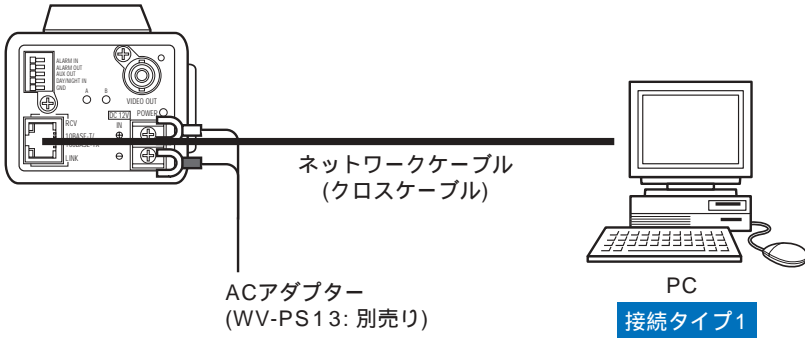 ALARM IN
ALARM OUT
AUX OUT
DAY/NIGHT IN
GND
A B
VIDEO OUT
DC 12V POWER
IN
RCV
10BASE-T/
LINK
⊕
⊖
ネットワークケーブル
(クロスケーブル)
ACアダプター
(WV-PS13: 別売り)
PC
接続タイプ1